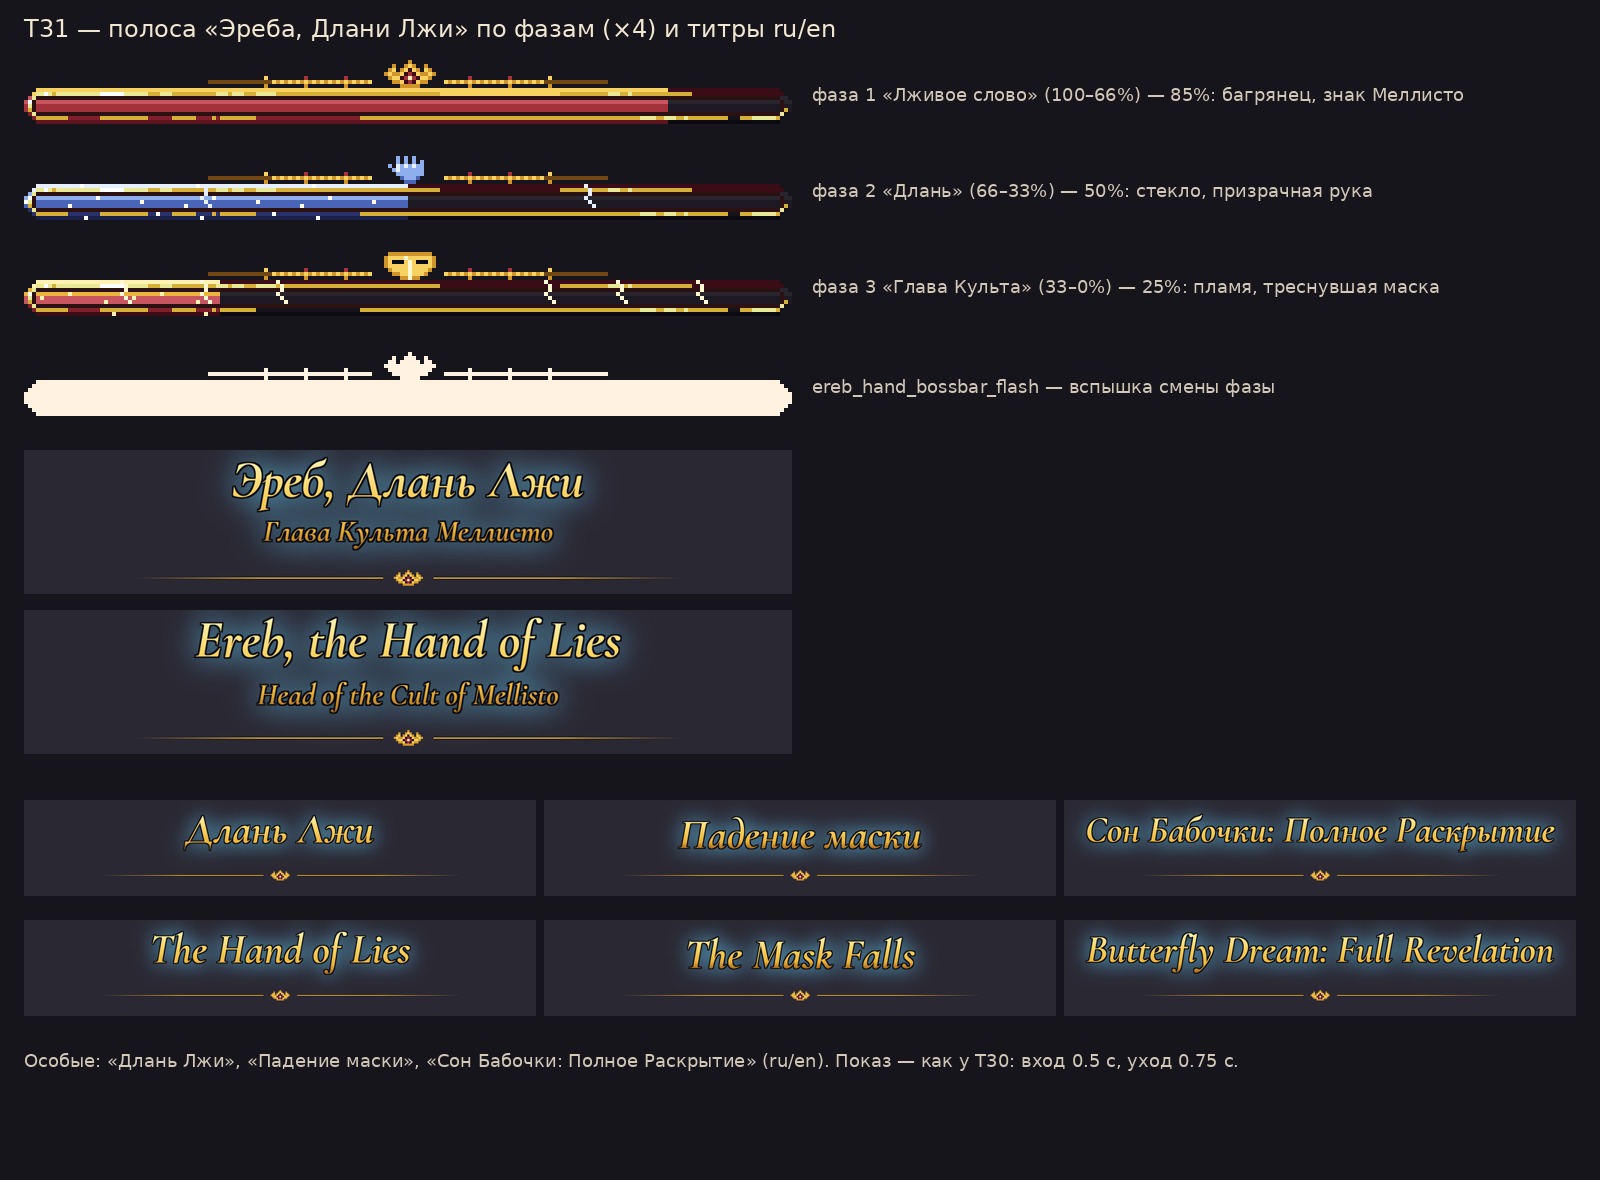 T31 — полоса «Эреба, Длани Лжи» по фазам (×4) и титры ru/en
фаза 1 «Лживое слово» (100–66%) — 85%: багрянец, знак Меллисто
фаза 2 «Длань» (66–33%) — 50%: стекло, призрачная рука
фаза 3 «Глава Культа» (33–0%) — 25%: пламя, треснувшая маска
ereb_hand_bossbar_flash — вспышка смены фазы
Эреб, Длань Лжи
Глава Культа Меллисто
Ereb, the Hand of Lies
Head of the Cult of Mellisto
Длань Лжи
Падение маски
Сон Бабочки: Полное Раскрытие
The Hand of Lies
The Mask Falls
Butterfly Dream: Full Revelation
Особые: «Длань Лжи», «Падение маски», «Сон Бабочки: Полное Раскрытие» (ru/en). Показ — как у T30: вход 0.5 с, уход 0.75 с.